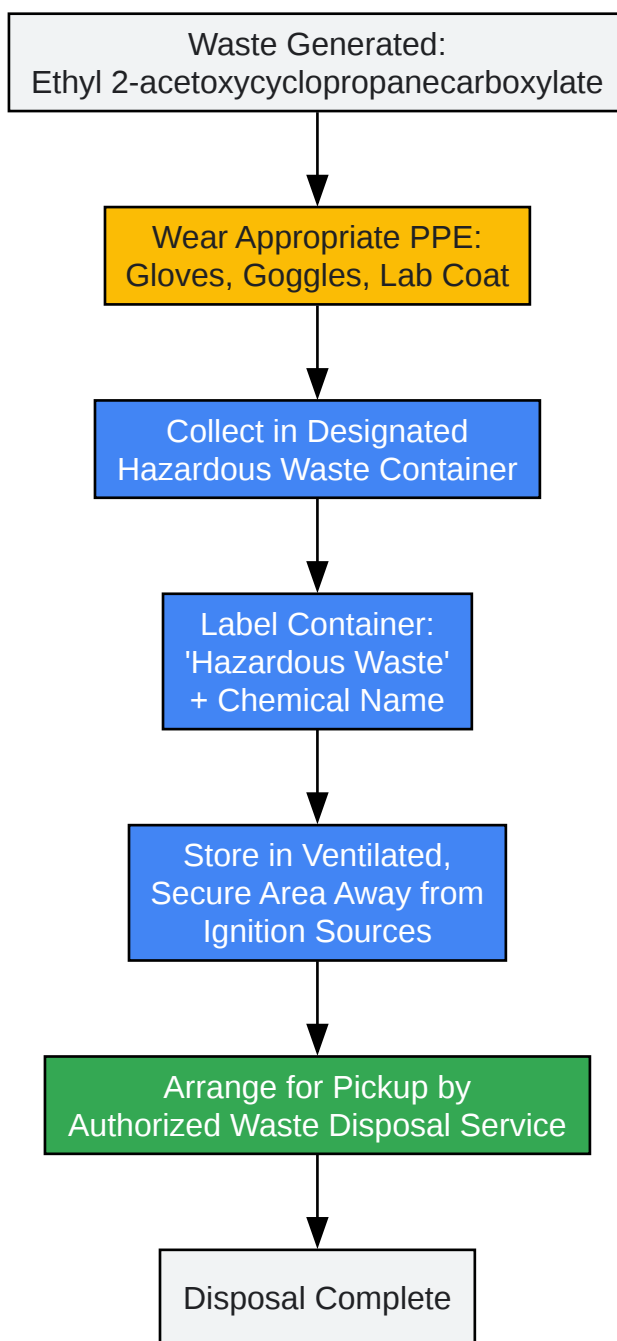 Waste Generated:
Ethyl 2-acetoxycyclopropanecarboxylate
Wear Appropriate PPE:
Gloves, Goggles, Lab Coat
Collect in Designated
Hazardous Waste Container
Label Container:
'Hazardous Waste'
+ Chemical Name
Store in Ventilated,
Secure Area Away from
Ignition Sources
Arrange for Pickup by
Authorized Waste Disposal Service
Disposal Complete